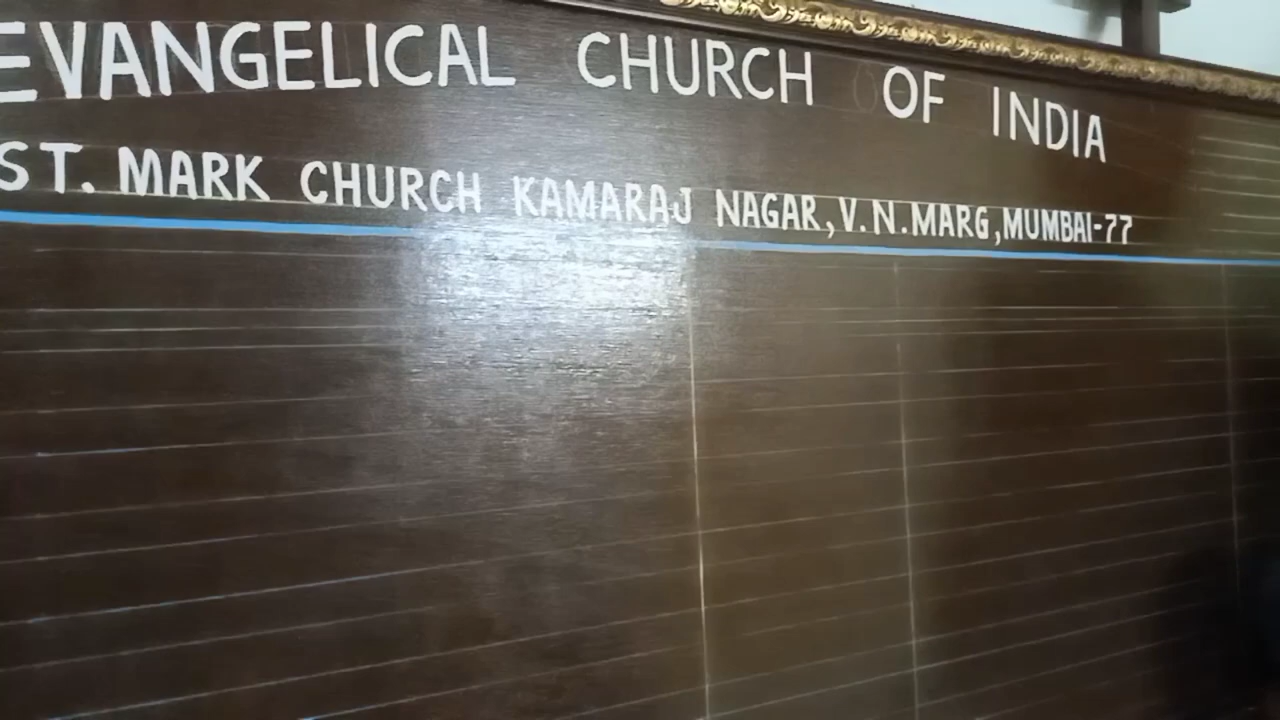 EVANGELICAL CHURCH OF INDIA
ST. MARK CHURCH KAMARAJ NAGAR, V.N.MARG, MUMBAI-77